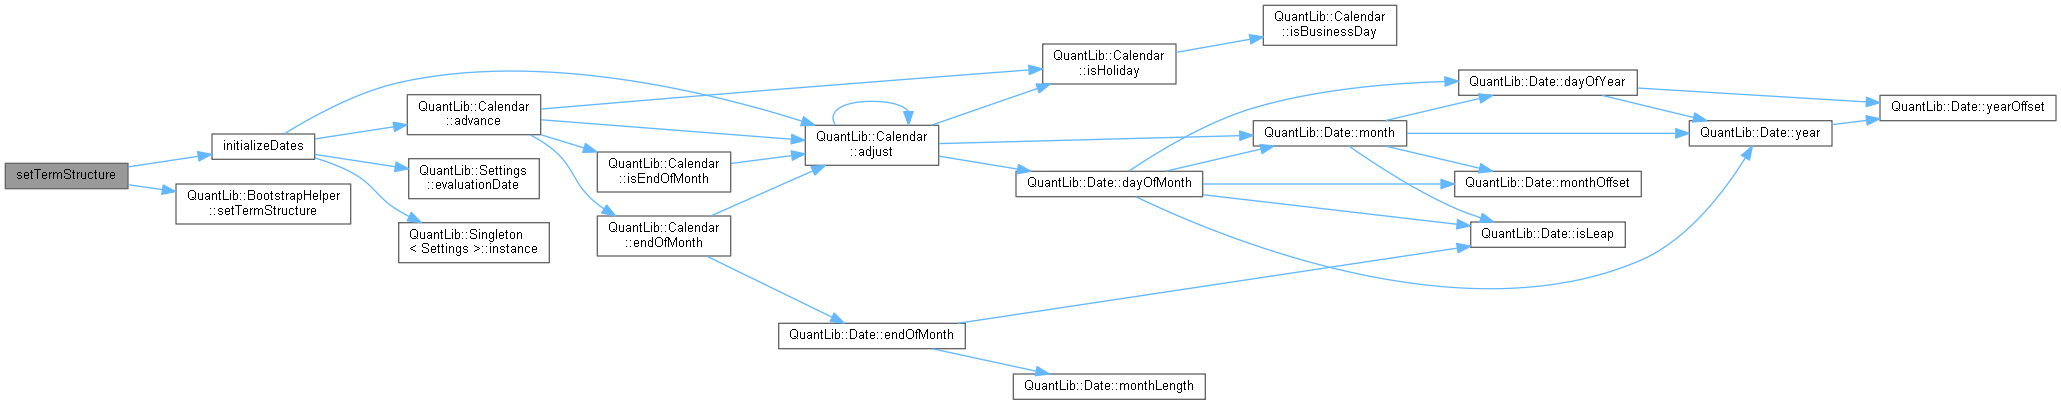 setTermStructure
initializeDates
QuantLib::BootstrapHelper
::setTermStructure
QuantLib::Calendar
::advance
QuantLib::Settings
::evaluationDate
QuantLib::Singleton
< Settings >::instance
QuantLib::Calendar
::isEndOfMonth
QuantLib::Calendar
::endOfMonth
QuantLib::Calendar
::adjust
QuantLib::Date::endOfMonth
QuantLib::Calendar
::isHoliday
QuantLib::Date::dayOfMonth
QuantLib::Date::monthLength
QuantLib::Calendar
::isBusinessDay
QuantLib::Date::month
QuantLib::Date::dayOfYear
QuantLib::Date::monthOffset
QuantLib::Date::isLeap
QuantLib::Date::year
QuantLib::Date::yearOffset